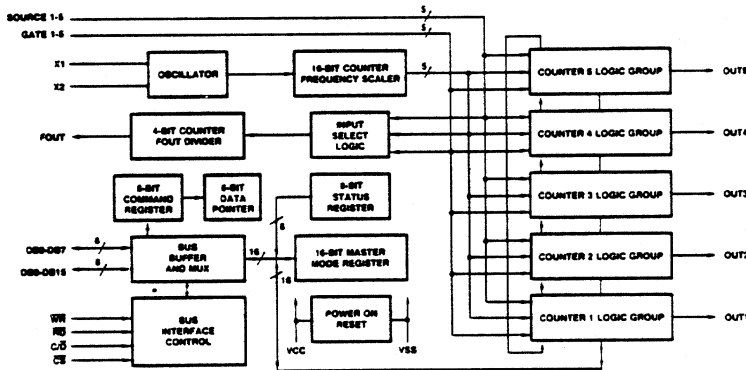 SOURCE 1-5
GATE 1-5
5
5
X1
X2
OSCILLATOR
16-BIT COUNTER
FREQUENCY SCALER
5
COUNTER 5 LOGIC GROUP
OUT5
FOUT
4-BIT COUNTER
FOUT DIVIDER
INPUT
SELECT
LOGIC
COUNTER 4 LOGIC GROUP
OUT4
8-BIT
COMMAND
REGISTER
6-BIT
DATA
POINTER
8-BIT
STATUS
REGISTER
COUNTER 3 LOGIC GROUP
OUT3
8
DB0-DB7
8
DB8-DB15
8
BUS
BUFFER
AND MUX
16
16-BIT MASTER
MODE REGISTER
16
COUNTER 2 LOGIC GROUP
OUT2
WR
RD
C/D
CS
BUS
INTERFACE
CONTROL
POWER ON
RESET
VCC
VSS
COUNTER 1 LOGIC GROUP
OUT1